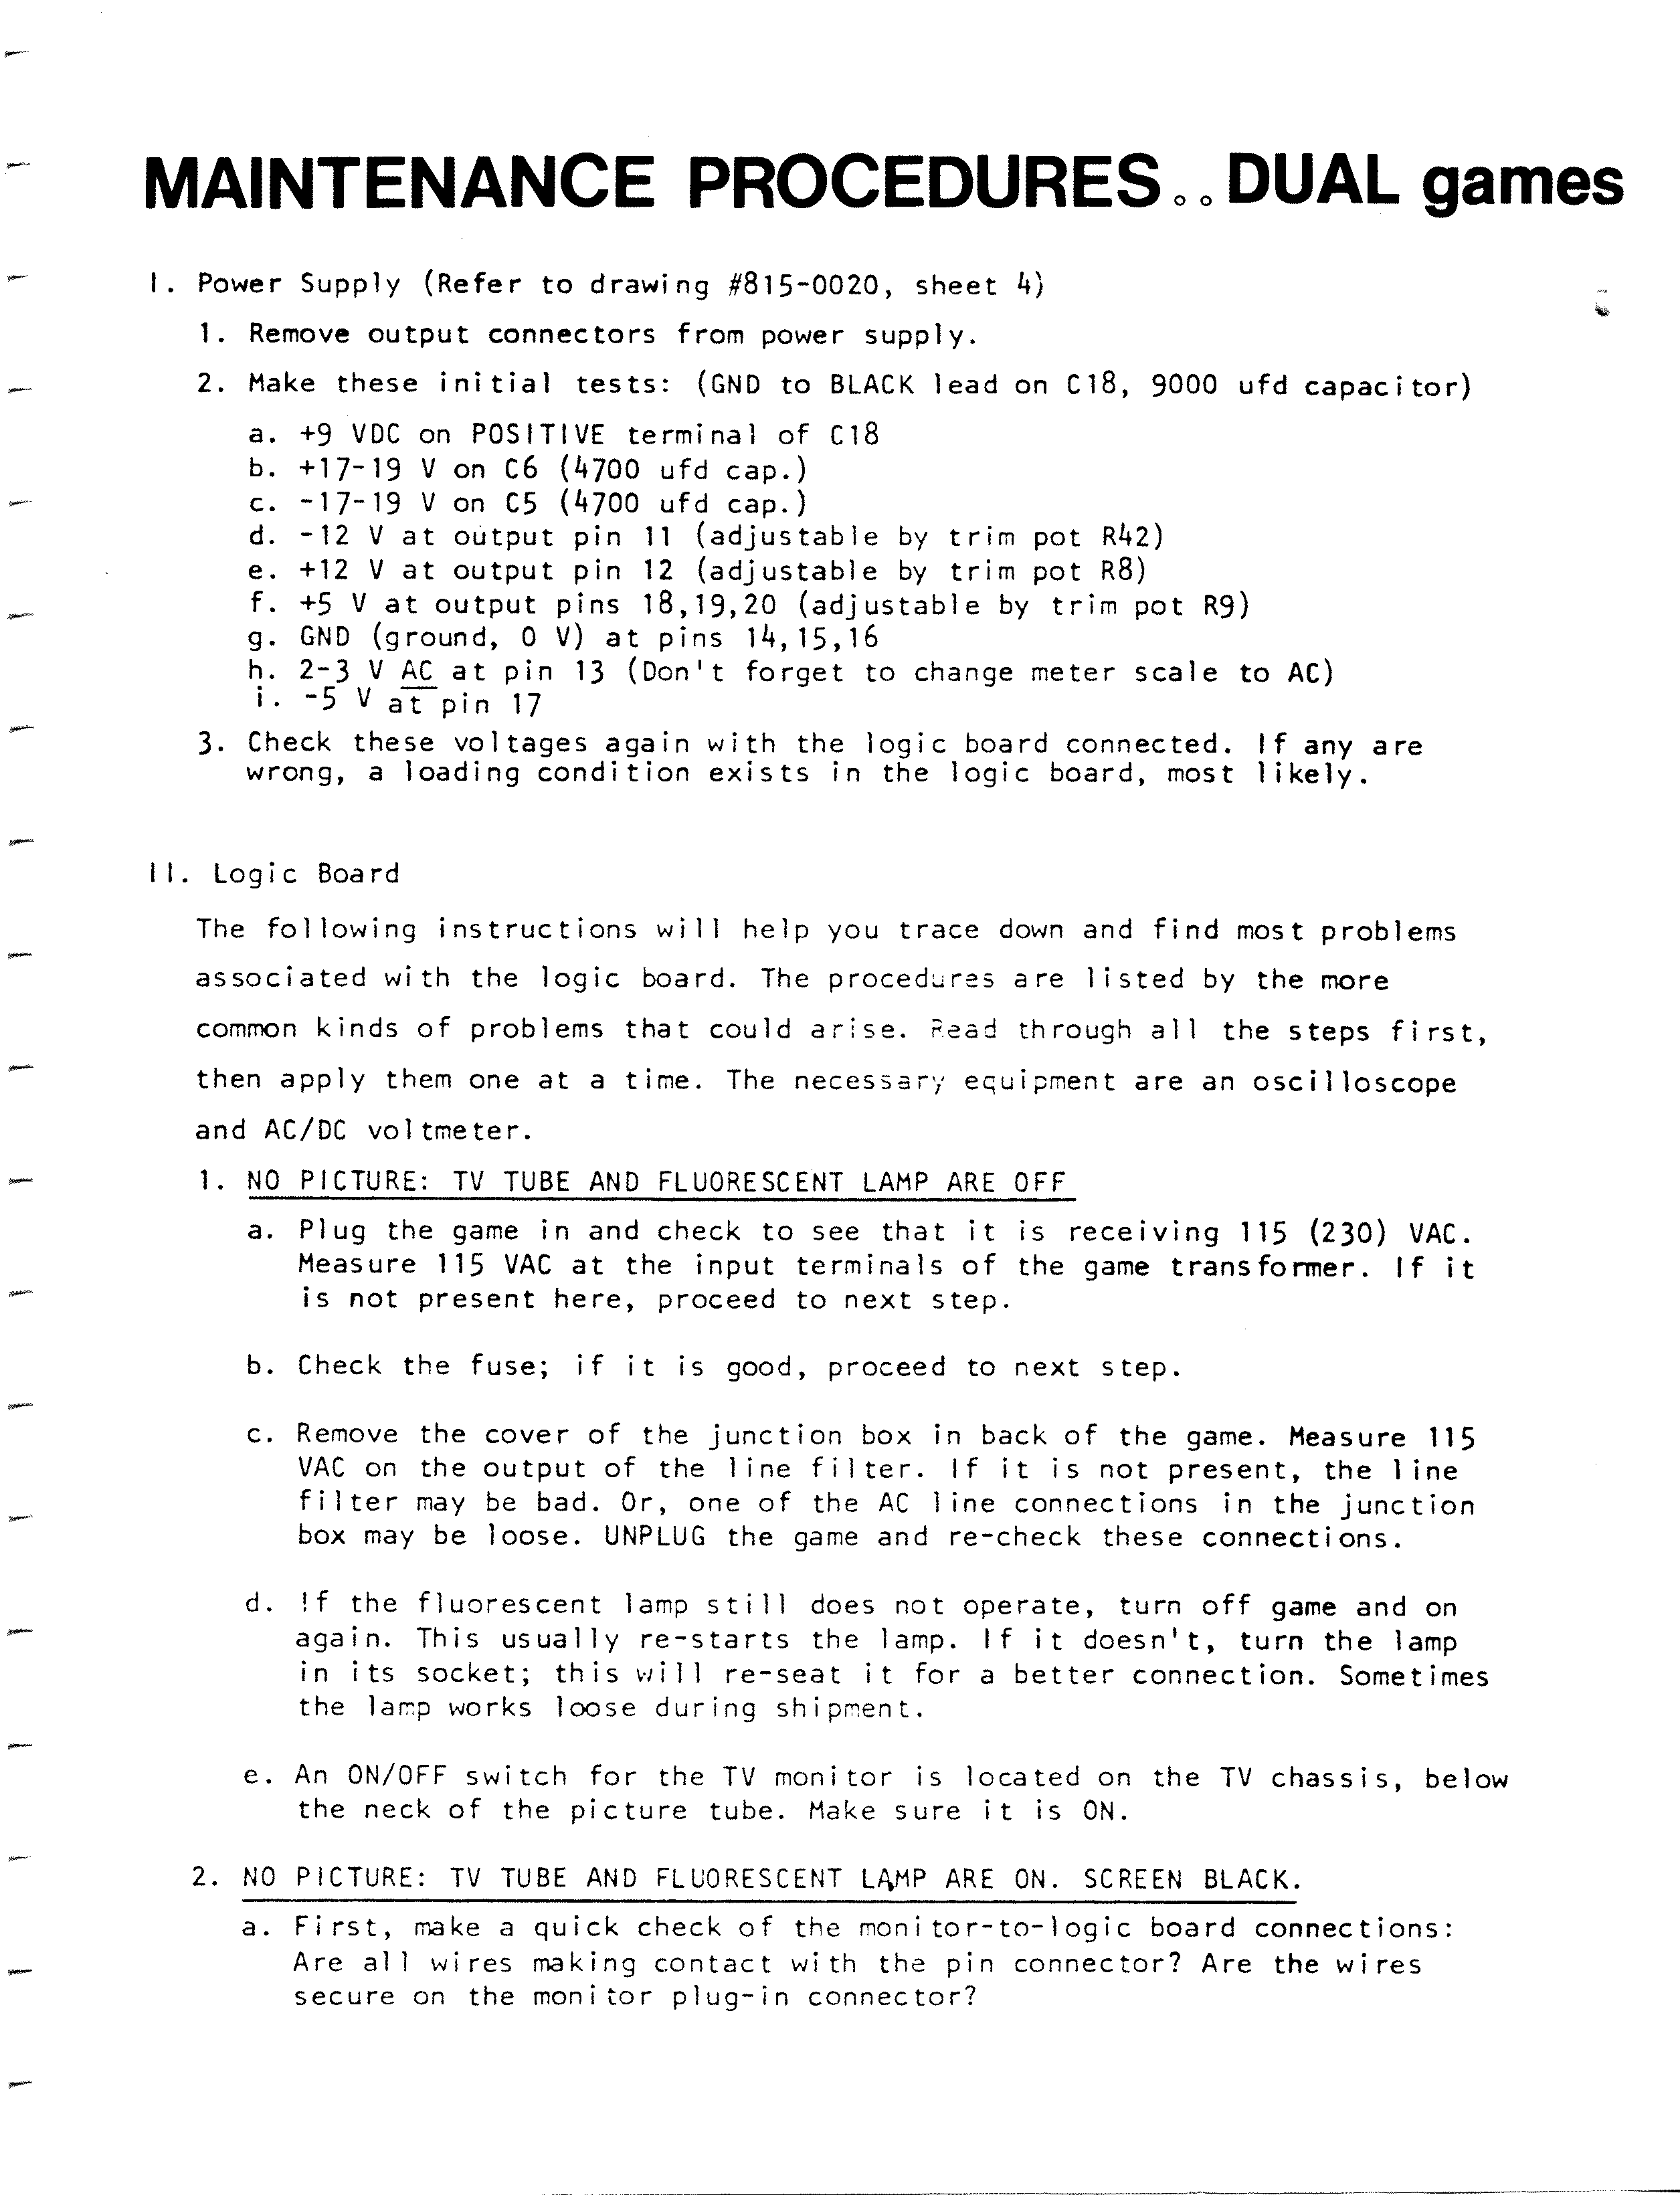 MAINTENANCE PROCEDURES.. DUAL games
I. Power Supply (Refer to drawing #815-0020, sheet 4)
1. Remove output connectors from power supply.
2. Make these initial tests: (GND to BLACK lead on C18, 9000 ufd capacitor)
a. +9 VDC on POSITIVE terminal of C18
b. +17-19 V on C6 (4700 ufd cap.)
c. -17-19 V on C5 (4700 ufd cap.)
d. -12 V at output pin 11 (adjustable by trim pot R42)
e. +12 V at output pin 12 (adjustable by trim pot R8)
f. +5 V at output pins 18,19,20 (adjustable by trim pot R9)
g. GND (ground, 0 V) at pins 14,15,16
h. 2-3 V AC at pin 13 (Don't forget to change meter scale to AC)
i. -5 V at pin 17
3. Check these voltages again with the logic board connected. If any are
wrong, a loading condition exists in the logic board, most likely.
II. Logic Board
The following instructions will help you trace down and find most problems
associated with the logic board. The procedures are listed by the more
common kinds of problems that could arise. Read through all the steps first,
then apply them one at a time. The necessary equipment are an oscilloscope
and AC/DC voltmeter.
1. NO PICTURE: TV TUBE AND FLUORESCENT LAMP ARE OFF
a. Plug the game in and check to see that it is receiving 115 (230) VAC.
Measure 115 VAC at the input terminals of the game transformer. If it
is not present here, proceed to next step.
b. Check the fuse; if it is good, proceed to next step.
c. Remove the cover of the junction box in back of the game. Measure 115
VAC on the output of the line filter. If it is not present, the line
filter may be bad. Or, one of the AC line connections in the junction
box may be loose. UNPLUG the game and re-check these connections.
d. If the fluorescent lamp still does not operate, turn off game and on
again. This usually re-starts the lamp. If it doesn't, turn the lamp
in its socket; this will re-seat it for a better connection. Sometimes
the lamp works loose during shipment.
e. An ON/OFF switch for the TV monitor is located on the TV chassis, below
the neck of the picture tube. Make sure it is ON.
2. NO PICTURE: TV TUBE AND FLUORESCENT LAMP ARE ON. SCREEN BLACK.
a. First, make a quick check of the monitor-to-logic board connections:
Are all wires making contact with the pin connector? Are the wires
secure on the monitor plug-in connector?